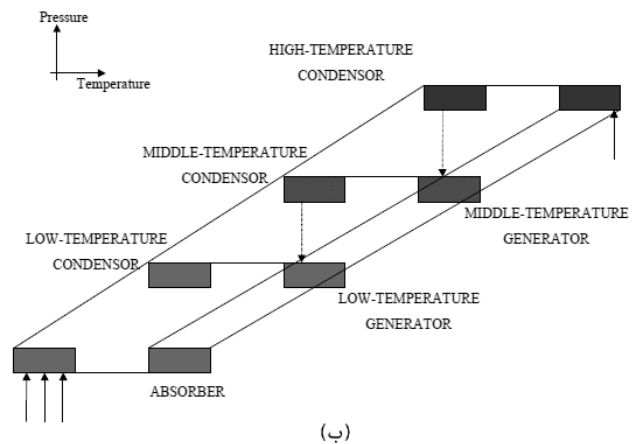 Pressure
Temperature
HIGH-TEMPERATURE
CONDENSOR
MIDDLE-TEMPERATURE
CONDENSOR
MIDDLE-TEMPERATURE
GENERATOR
LOW-TEMPERATURE
CONDENSOR
LOW-TEMPERATURE
GENERATOR
ABSORBER
(ب)